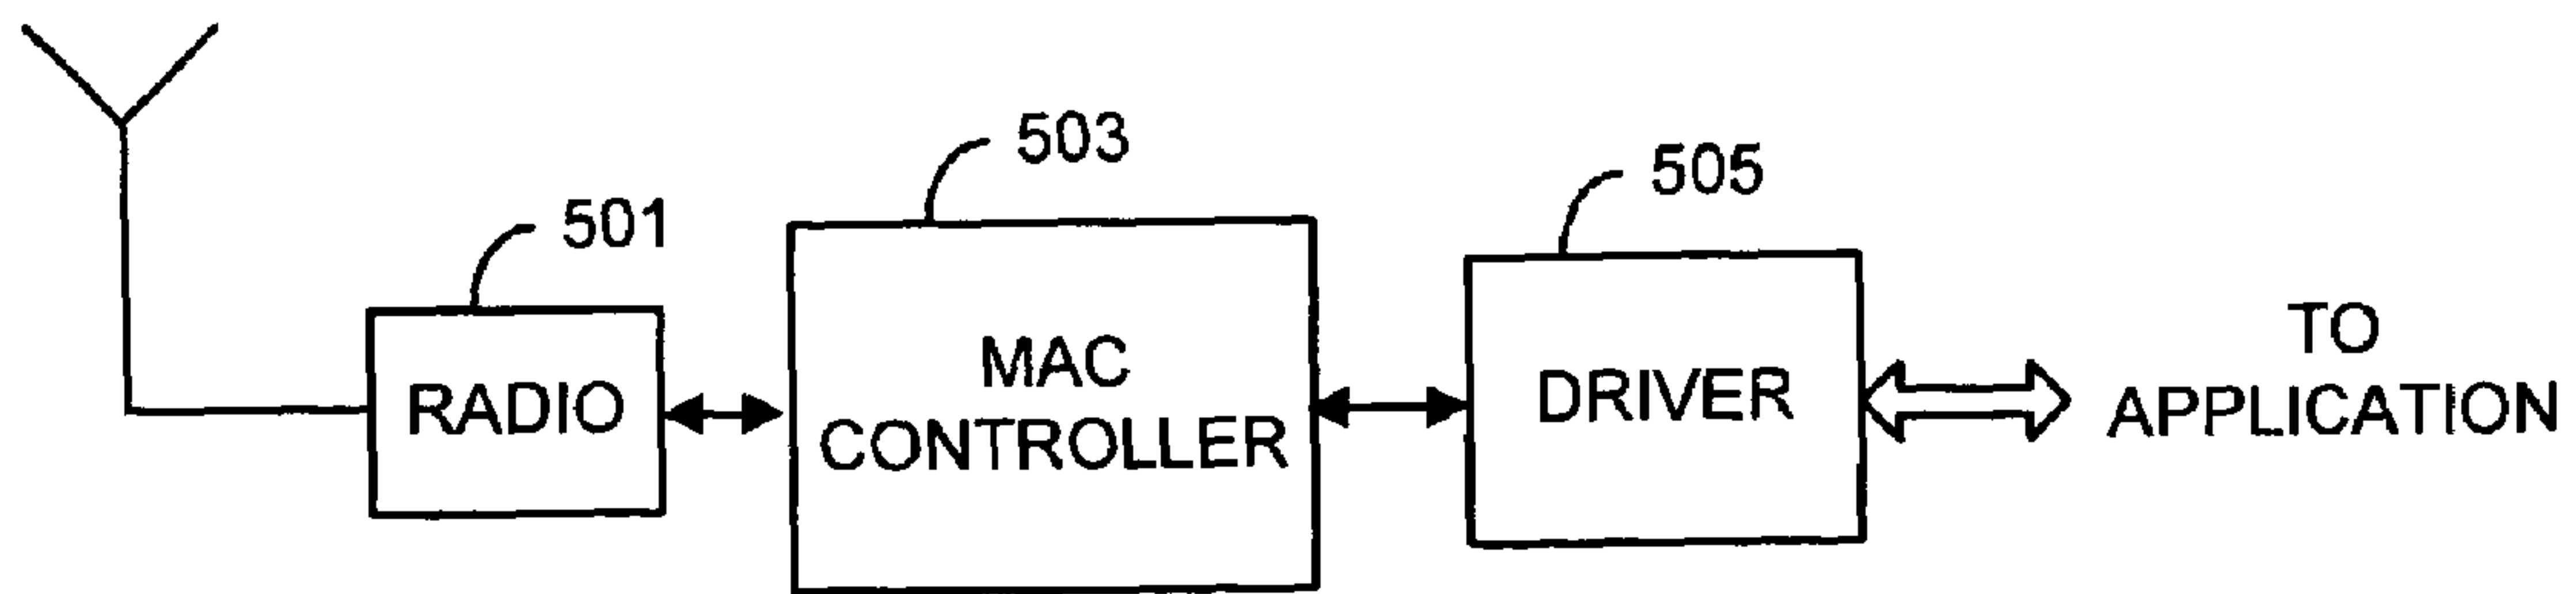 501
503
505
RADIO
MAC
CONTROLLER
DRIVER
TO
APPLICATION